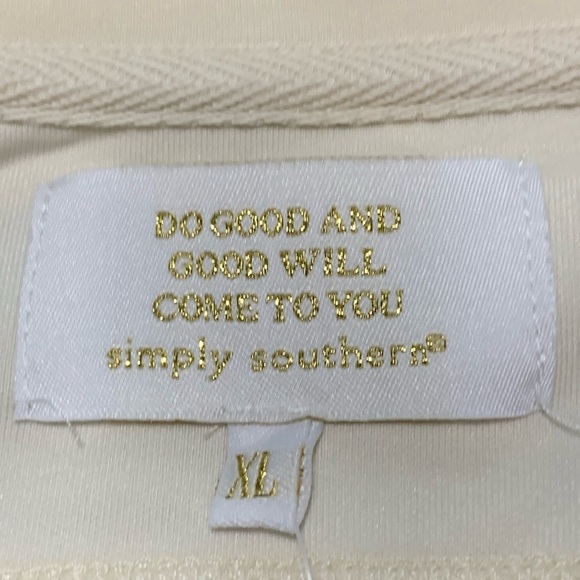 DO GOOD AND
GOOD WILL
COME TO YOU
simply southern®
XL